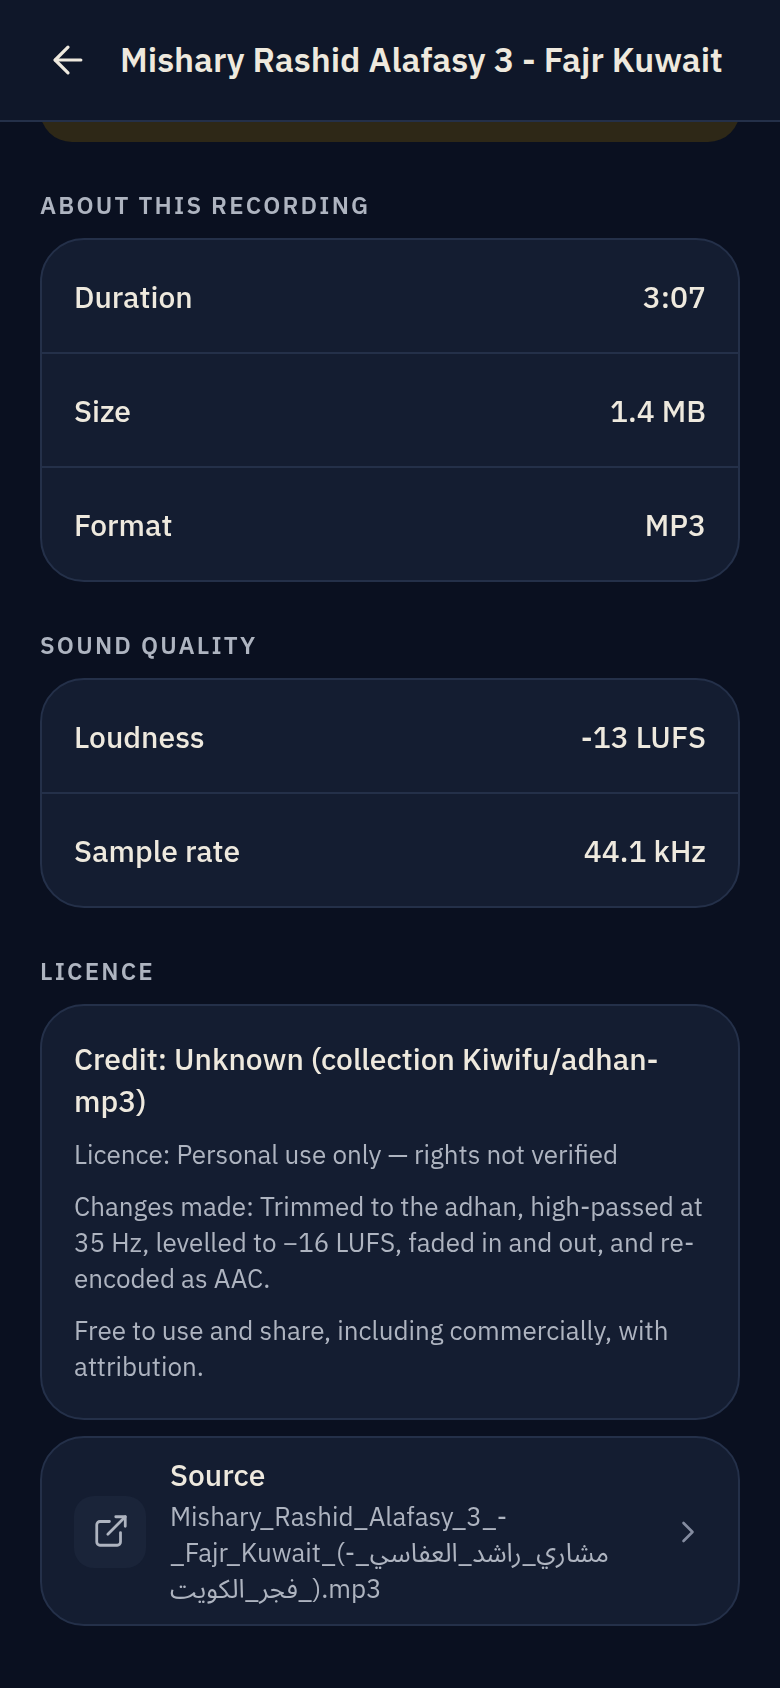 Mishary Rashid Alafasy 3 - Fajr Kuwait
ABOUT THIS RECORDING
Duration 3:07
Size 1.4 MB
Format MP3
SOUND QUALITY
Loudness -13 LUFS
Sample rate 44.1 kHz
LICENCE
Credit: Unknown (collection Kiwifu/adhan-
mp3)
Licence: Personal use only — rights not verified
Changes made: Trimmed to the adhan, high-passed at
35 Hz, levelled to −16 LUFS, faded in and out, and re-
encoded as AAC.
Free to use and share, including commercially, with
attribution.
Source
Mishary_Rashid_Alafasy_3_-
_Fajr_Kuwait_(مشاري_راشد_العفاسي_-
_فجر_الكويت_).mp3